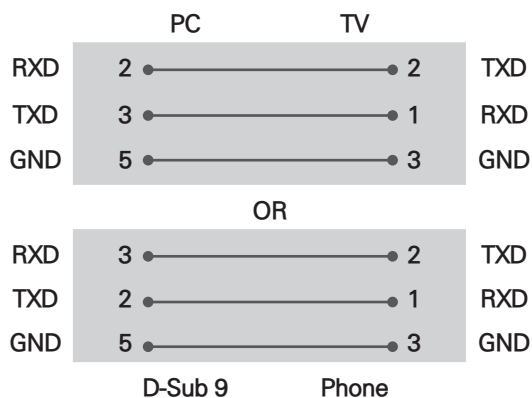 PC TV
RXD 2 2 TXD
TXD 3 1 RXD
GND 5 3 GND
OR
RXD 3 2 TXD
TXD 2 1 RXD
GND 5 3 GND
D-Sub 9 Phone